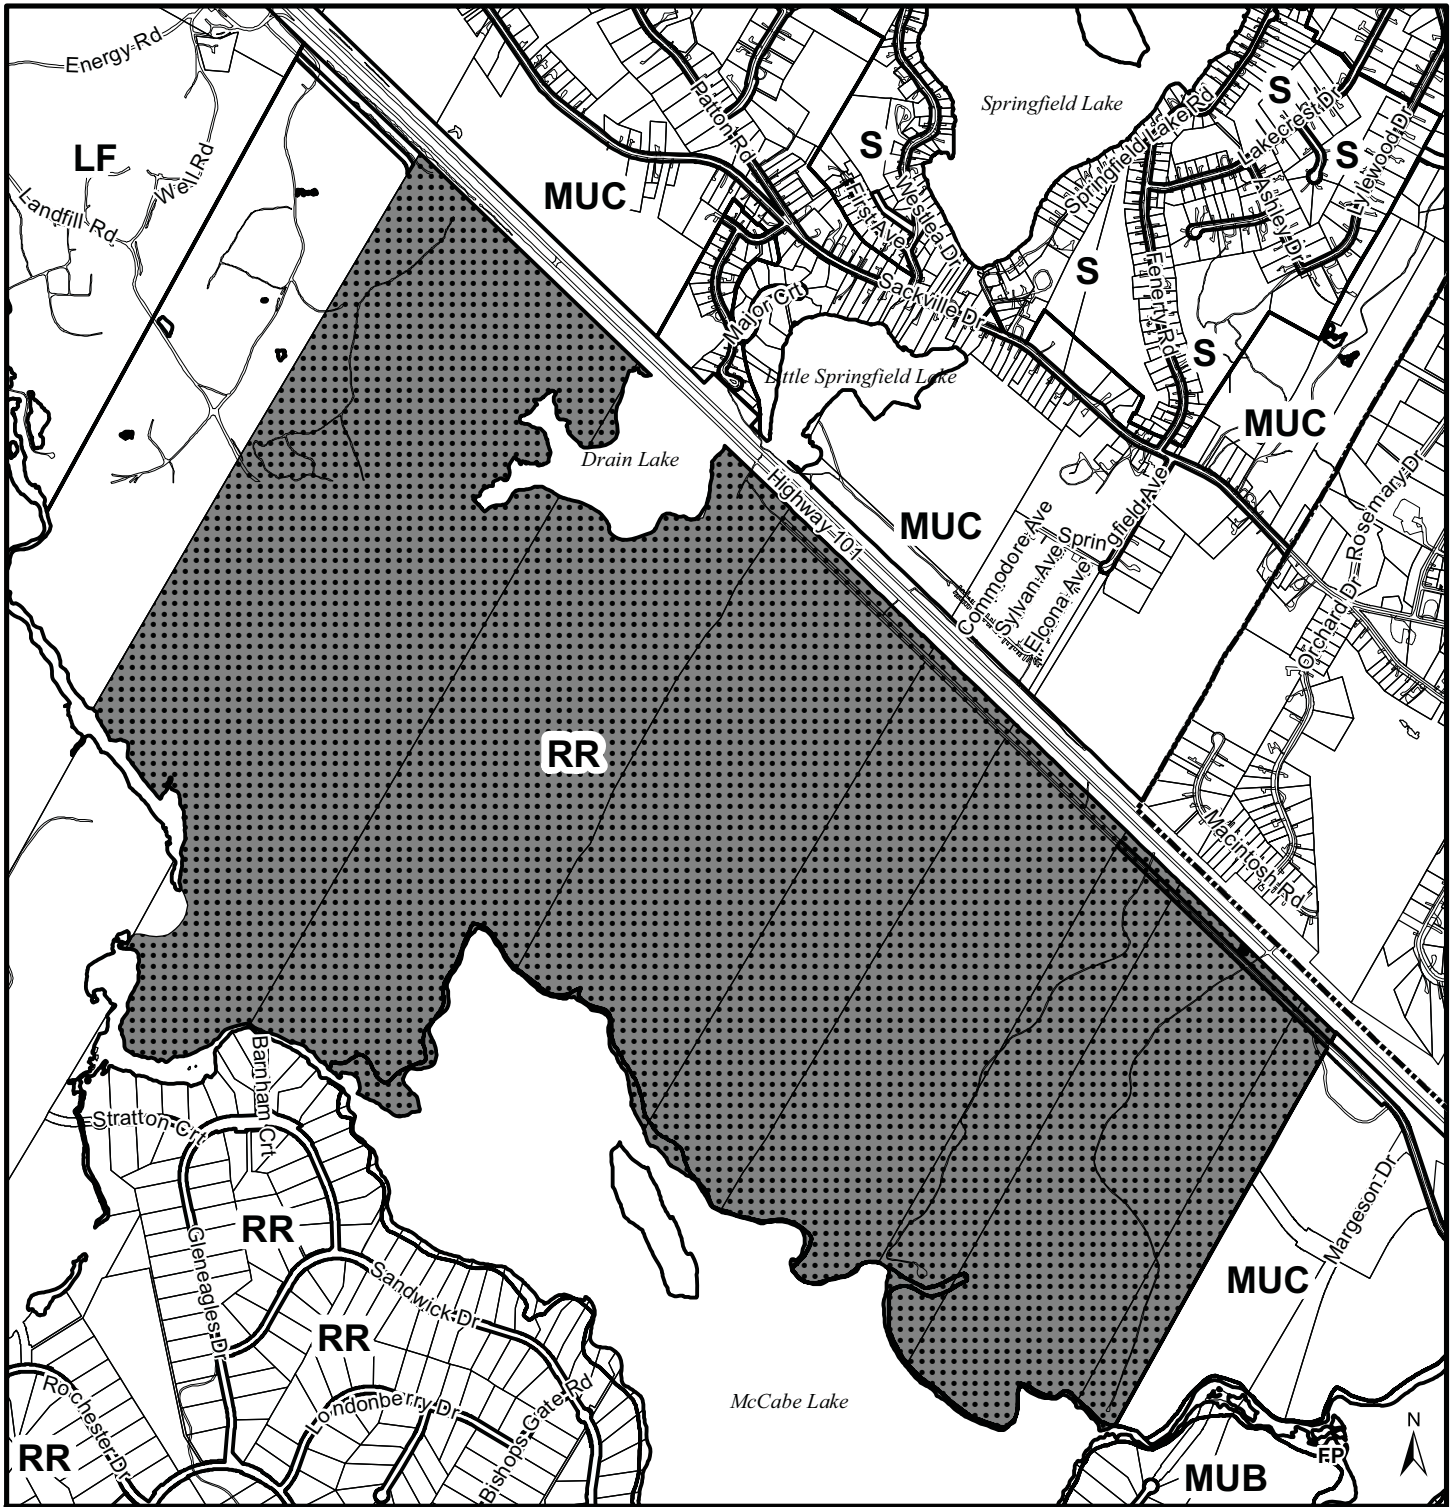 Energy Rd
Patton Rd
Springfield Lake
Springfield Lake Rd
S
Lakecrest Dr
S
LF
Well Rd
S
Lylewood Dr
Landfill Rd
MUC
First Ave
Westlea Dr
Ashley Dr
S
Fenerty Rd
Sackville Dr
Major Crt
S
Little Springfield Lake
MUC
Drain Lake
Highway 101
MUC
Rosemary Dr
Springfield Ave
Commodore Ave
Sylvan Ave
Elcona Ave
Orchard Dr
RR
Macintosh Rd
Barnham Crt
Stratton Crt
RR
Gleneagles Dr
Sandwick Dr
RR
Margeson Dr
MUC
Rochester Dr
Londonberry Dr
Bishops Gate Rd
McCabe Lake
RR
MUB
FP
N